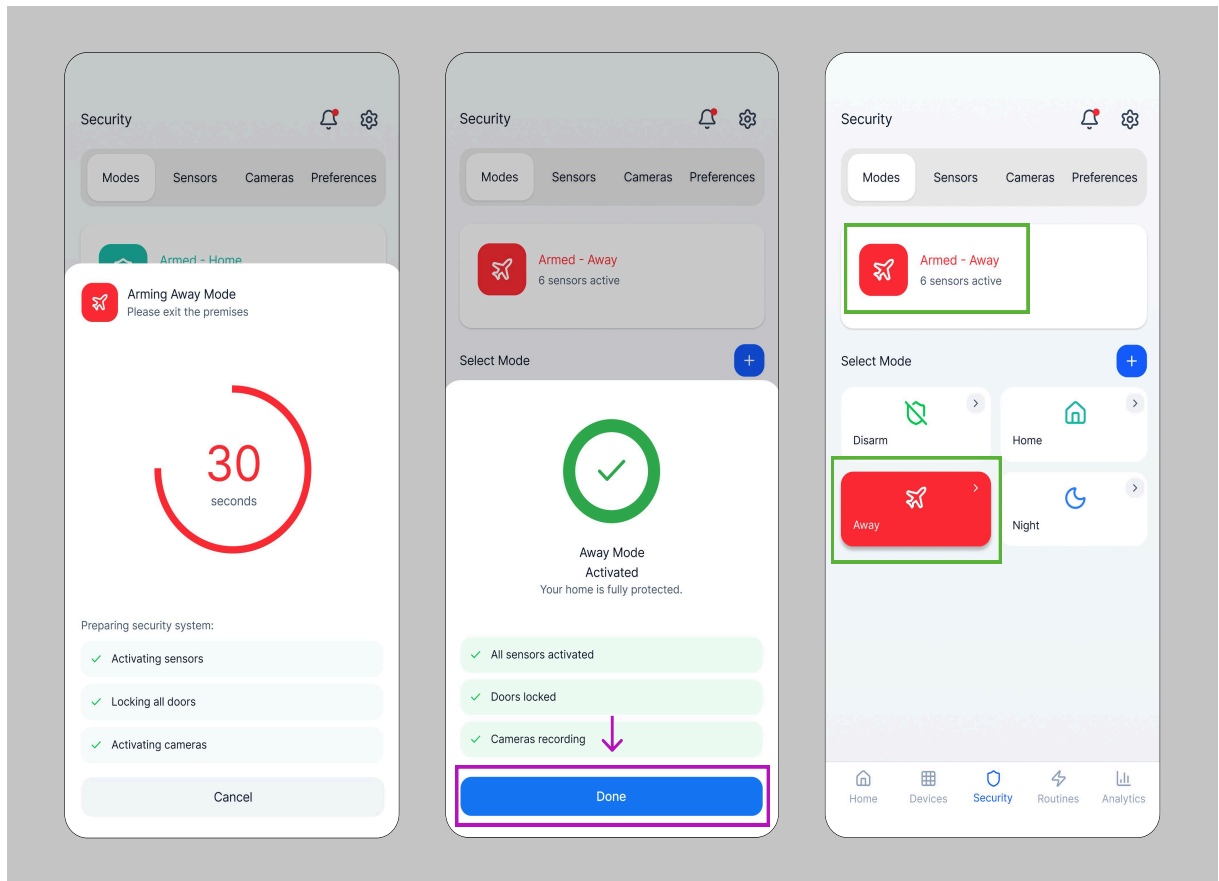 Security
Modes
Sensors
Cameras
Preferences
Armed - Home
Arming Away Mode
Please exit the premises
30
seconds
Preparing security system:
Activating sensors
Locking all doors
Activating cameras
Cancel
Security
Modes
Sensors
Cameras
Preferences
Armed - Away
6 sensors active
Select Mode
Away Mode
Activated
Your home is fully protected.
All sensors activated
Doors locked
Cameras recording
Done
Security
Modes
Sensors
Cameras
Preferences
Armed - Away
6 sensors active
Select Mode
Disarm
Home
Away
Night
Home
Devices
Security
Routines
Analytics